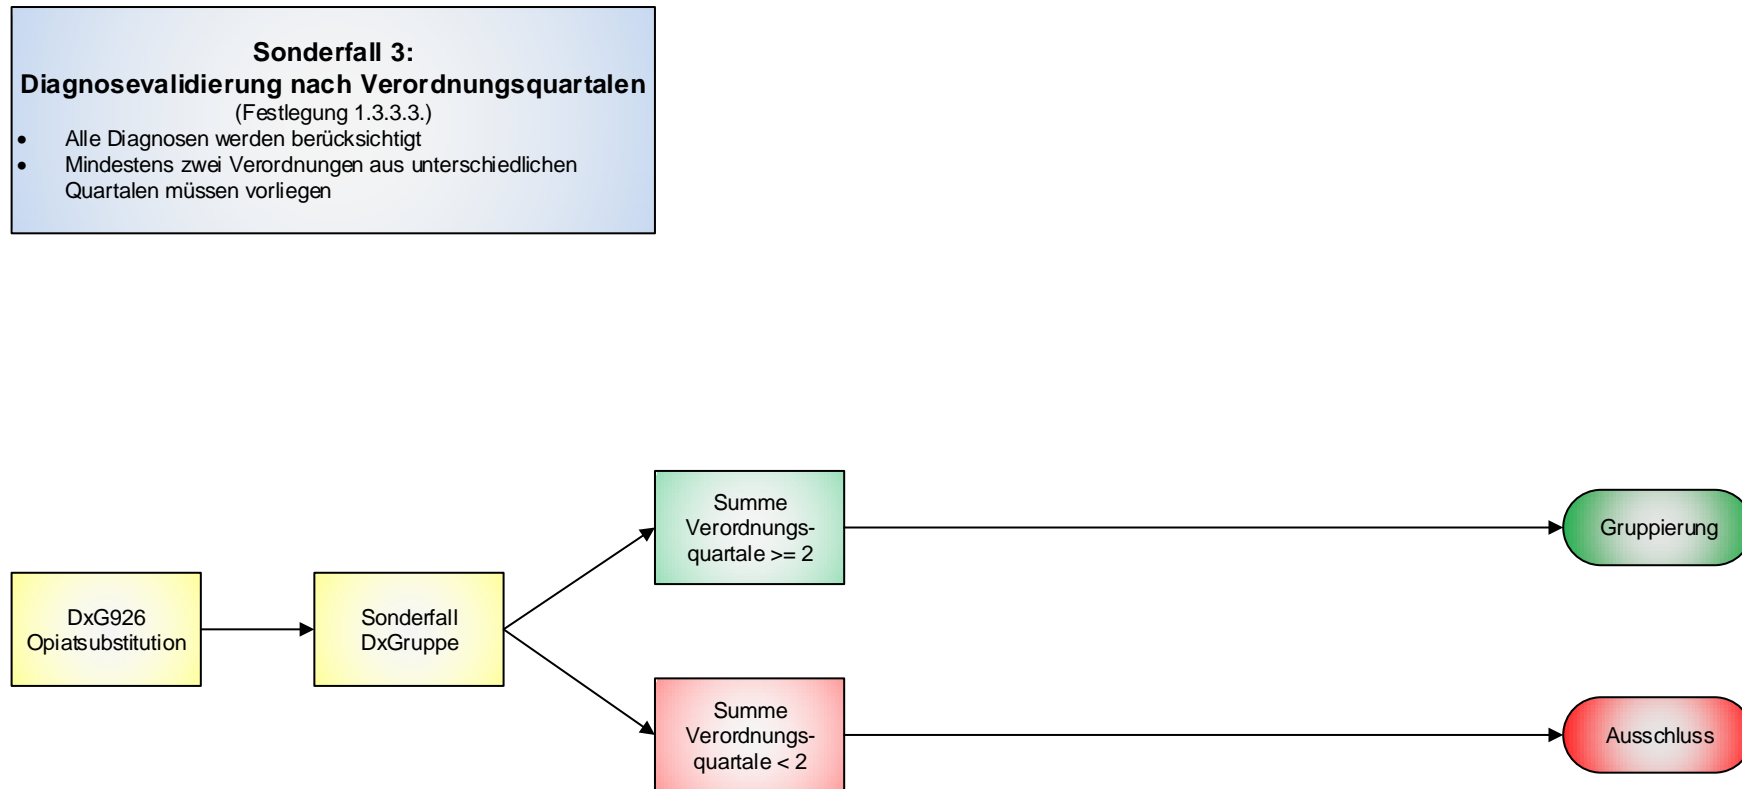 Sonderfall 3:
Diagnosevalidierung nach Verordnungsquartalen
(Festlegung 1.3.3.3.)
• Alle Diagnosen werden berücksichtigt
• Mindestens zwei Verordnungen aus unterschiedlichen
Quartalen müssen vorliegen
DxG926
Opiatsubstitution
Sonderfall
DxGruppe
Summe
Verordnungs-
quartale >= 2
Gruppierung
Summe
Verordnungs-
quartale < 2
Ausschluss